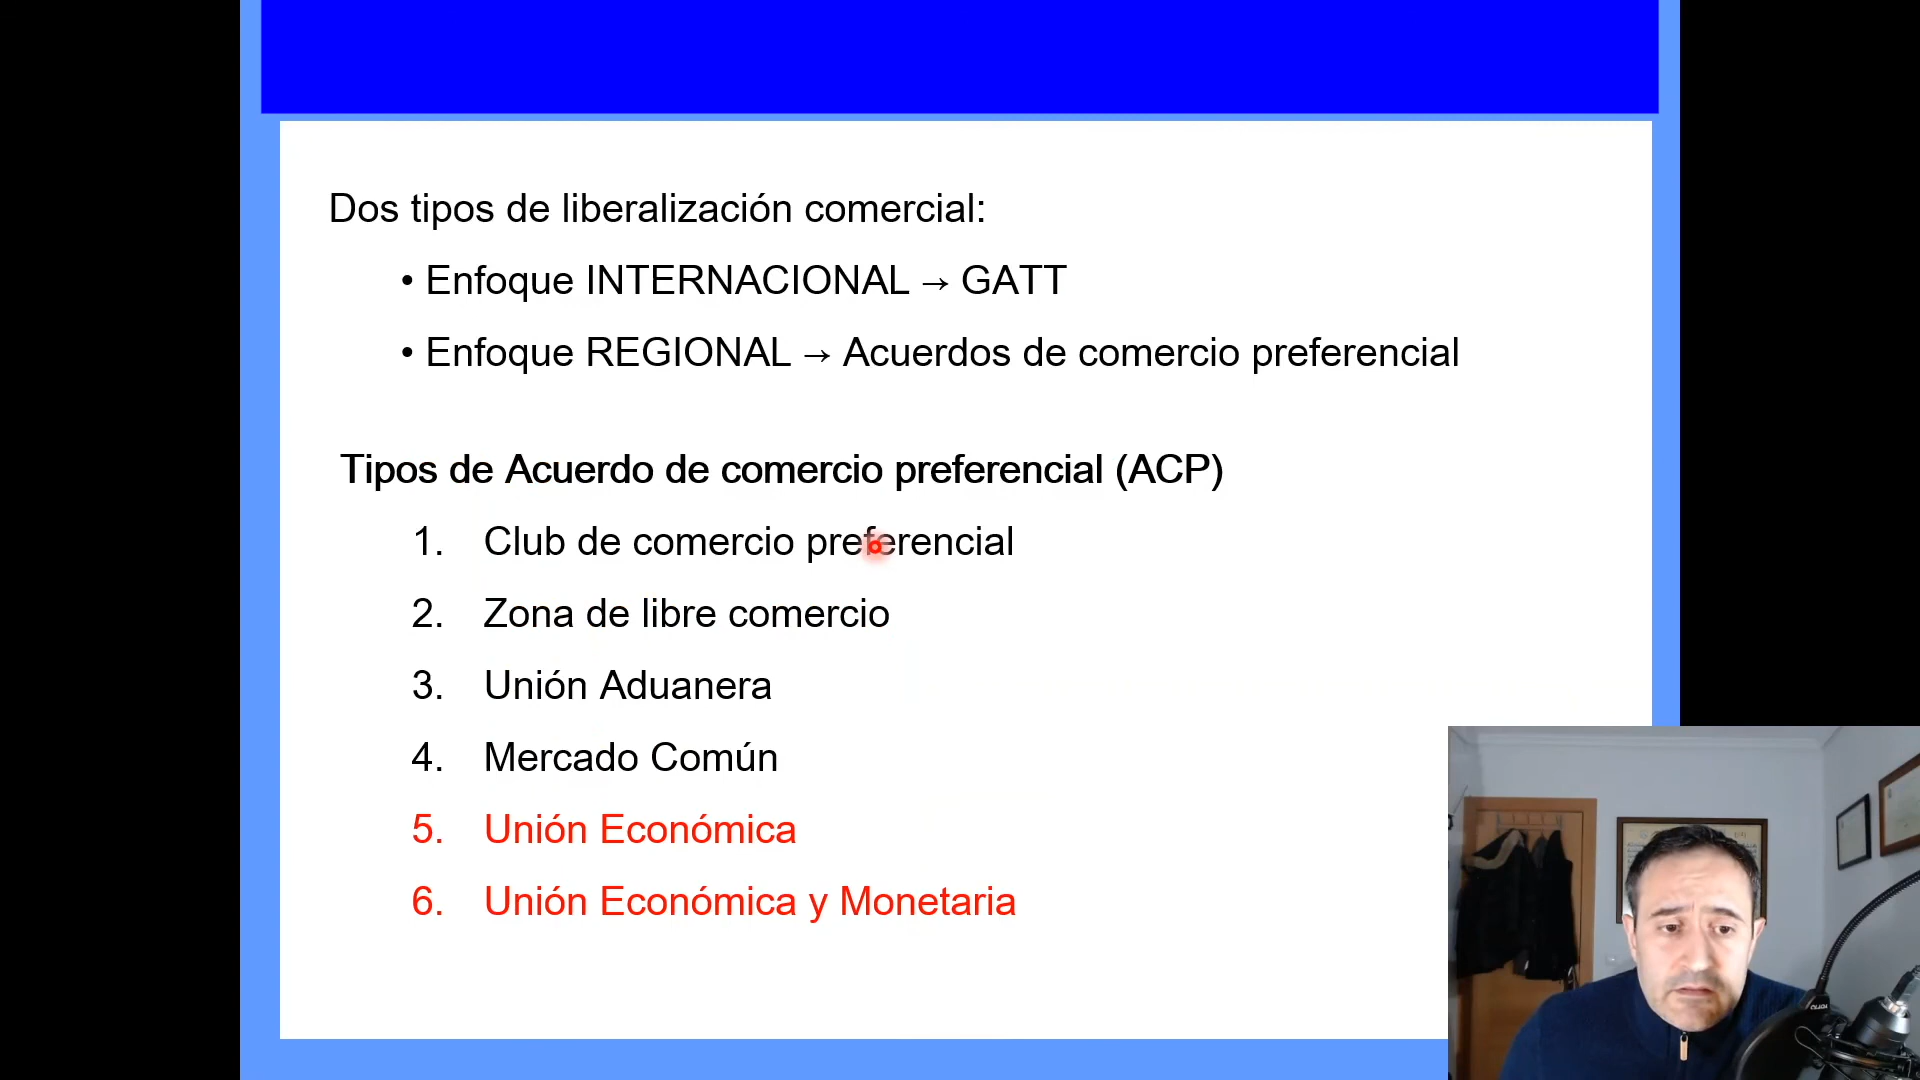 Dos tipos de liberalización comercial:
• Enfoque INTERNACIONAL → GATT
• Enfoque REGIONAL → Acuerdos de comercio preferencial
Tipos de Acuerdo de comercio preferencial (ACP)
1. Club de comercio preferencial
2. Zona de libre comercio
3. Unión Aduanera
4. Mercado Común
5. Unión Económica
6. Unión Económica y Monetaria